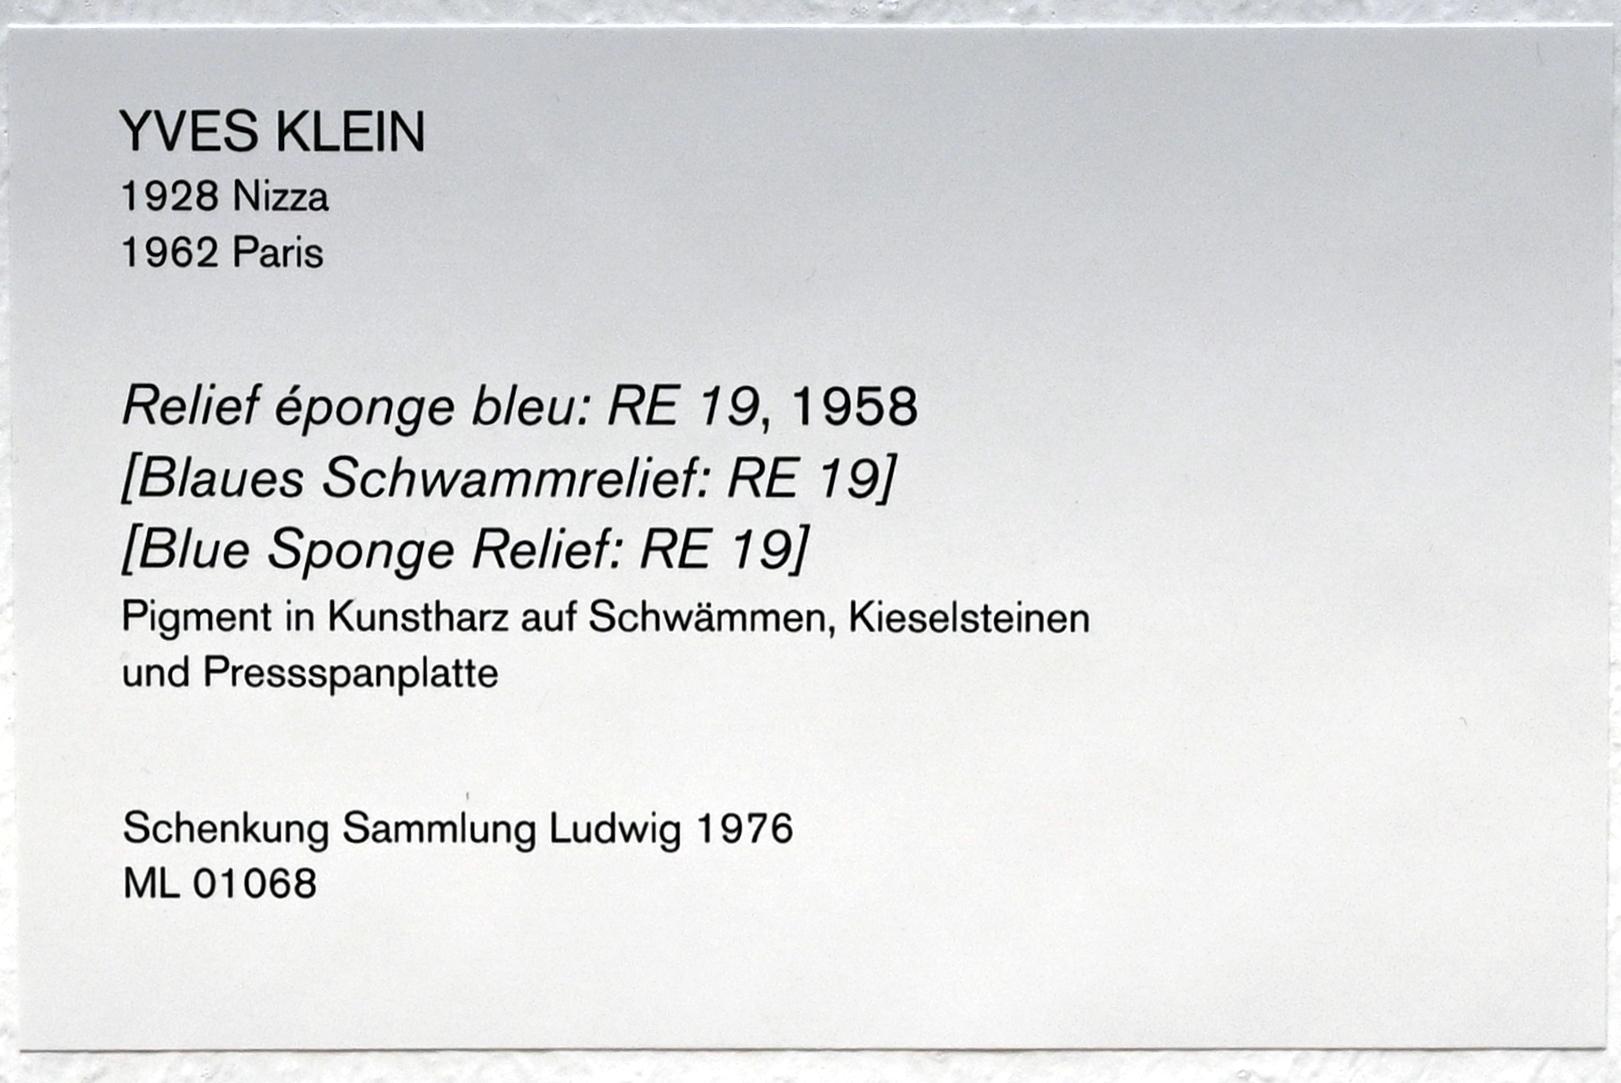 YVES KLEIN
1928 Nizza
1962 Paris
Relief éponge bleu: RE 19, 1958
[Blaues Schwammrelief: RE 19]
[Blue Sponge Relief: RE 19]
Pigment in Kunstharz auf Schwämmen, Kieselsteinen
und Pressspanplatte
Schenkung Sammlung Ludwig 1976
ML 01068